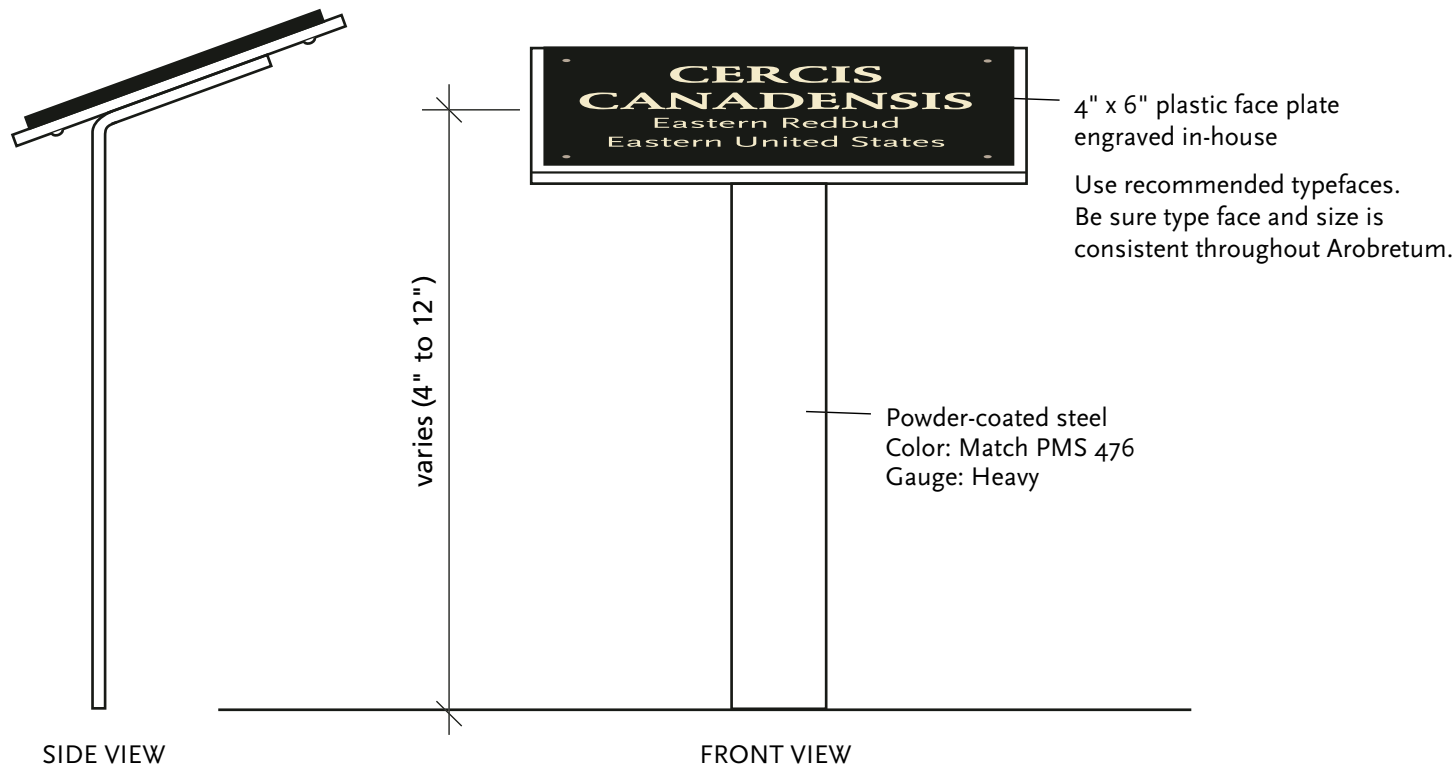 CERCIS
CANADENSIS
Eastern Redbud
Eastern United States
4" x 6" plastic face plate
engraved in-house
Use recommended typefaces.
Be sure type face and size is
consistent throughout Arobretum.
varies (4" to 12")
Powder-coated steel
Color: Match PMS 476
Gauge: Heavy
SIDE VIEW
FRONT VIEW